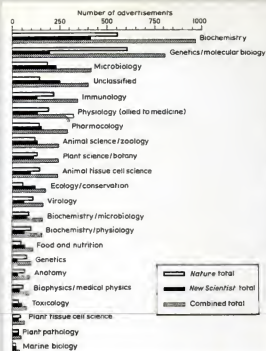 Number of advertisements
0 250 500 750 1000
Biochemistry
Genetics/molecular biology
Microbiology
Unclassified
Immunology
Physiology (allied to medicine)
Pharmacology
Animal science/zoology
Plant science/botany
Animal tissue cell science
Ecology/conservation
Virology
Biochemistry/microbiology
Biochemistry/physiology
Food and nutrition
Genetics
Anatomy
Biophysics/medical physics
Toxicology
Plant tissue cell science
Plant pathology
Marine biology
Nature total
New Scientist total
Combined total